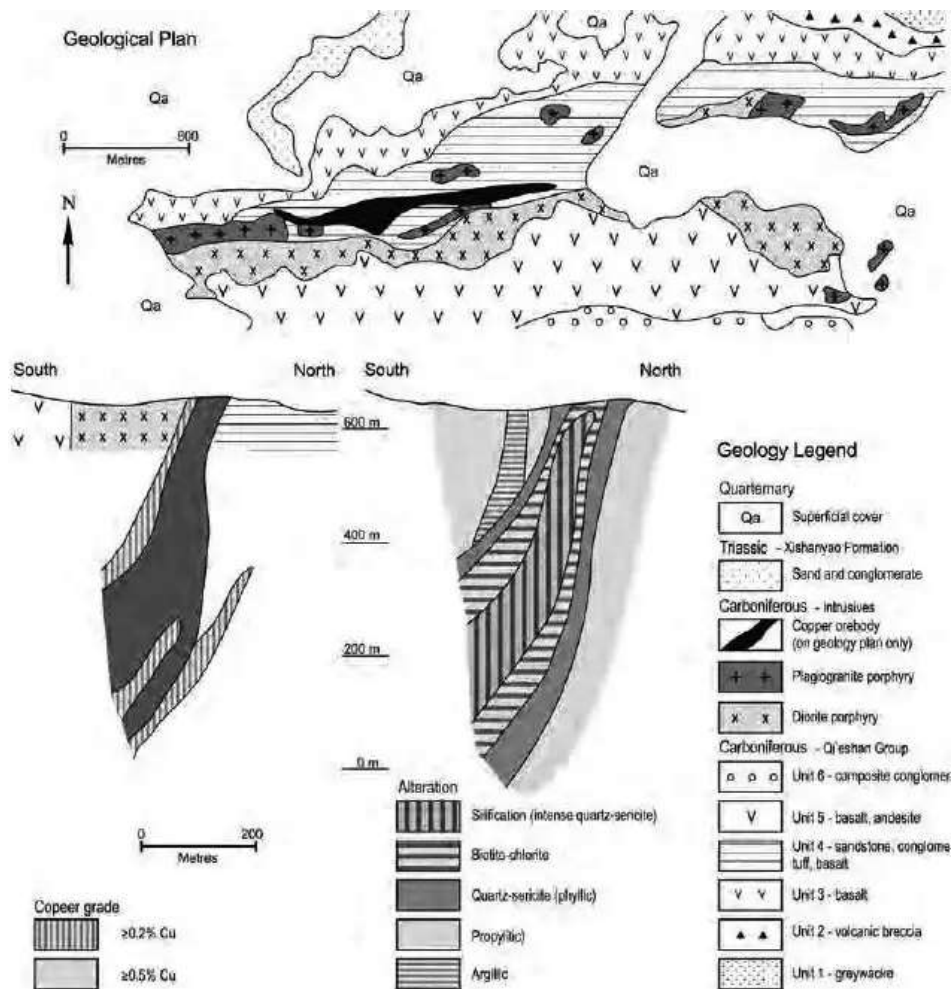 Geological Plan
Qa
Qa
Qa
0 800
Metres
N
Qa
Qa
Qa
South North
600 m
400 m
200 m
0 m
0 200
Metres
Copeer grade
≥0.2% Cu
≥0.5% Cu
South North
Alteration
Silification (intense quartz-sericite)
Biotite-chlorite
Quartz-sericite (phyllic)
Propylitic)
Argillic
Geology Legend
Quarternary
Qa Superficial cover
Triassic - Xishanyao Formation
Sand and conglomerate
Carboniferous - Intrusives
Copper orebody
(on geology plan only)
Plagiogranite porphyry
Diorite porphyry
Carboniferous - Qi'eshan Group
Unit 6 - composite conglomer
Unit 5 - basalt, andesite
Unit 4 - sandstone, conglome
tuff, basalt
Unit 3 - basalt
Unit 2 - volcanic breccia
Unit 1 - greywacke